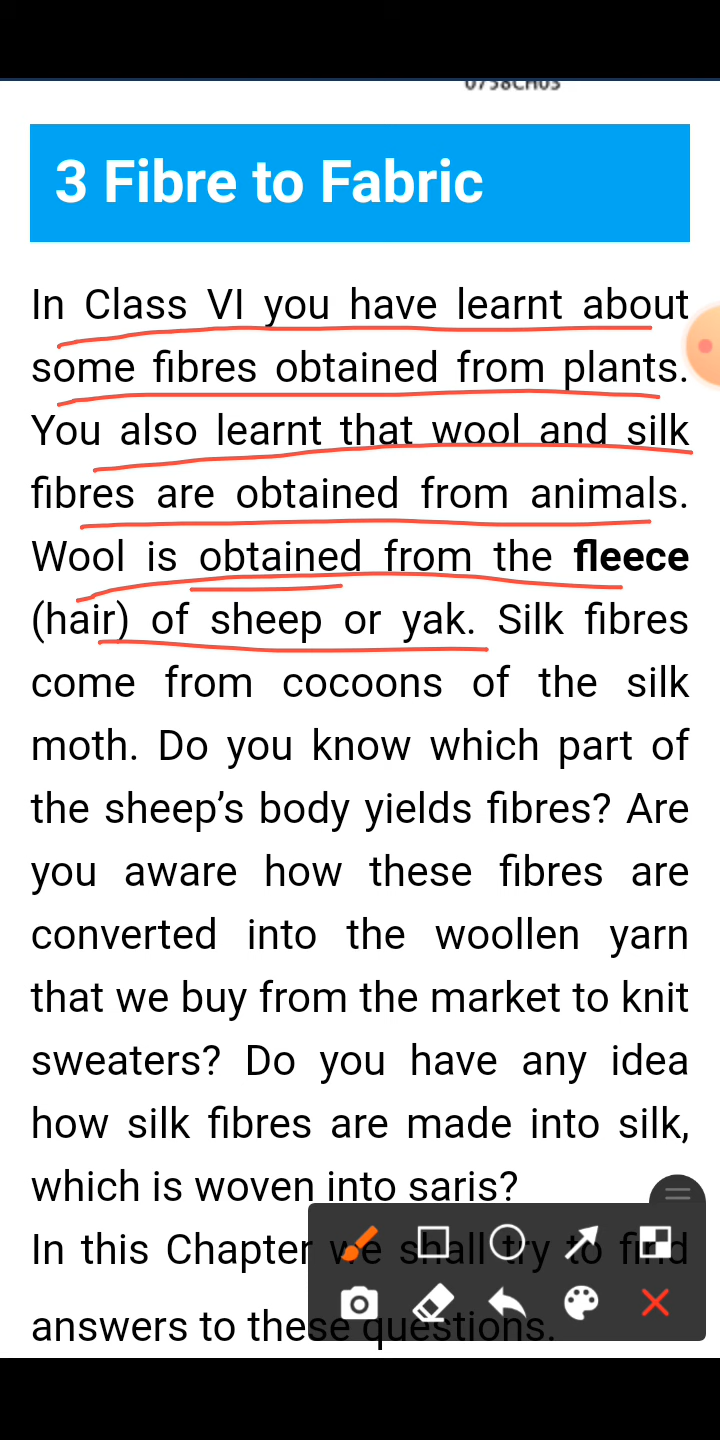 0758CH03
3 Fibre to Fabric
In Class VI you have learnt about
some fibres obtained from plants.
You also learnt that wool and silk
fibres are obtained from animals.
Wool is obtained from the fleece
(hair) of sheep or yak. Silk fibres
come from cocoons of the silk
moth. Do you know which part of
the sheep’s body yields fibres? Are
you aware how these fibres are
converted into the woollen yarn
that we buy from the market to knit
sweaters? Do you have any idea
how silk fibres are made into silk,
which is woven into saris?
In this Chapter we shall try to find
answers to these questions.